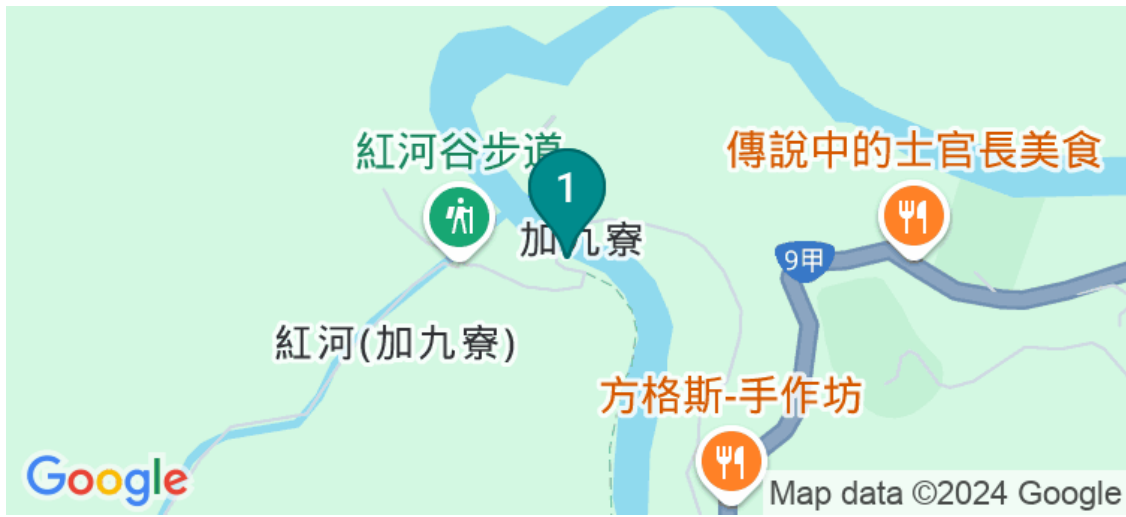 紅河谷步道
傳說中的士官長美食
1
加九寮
9甲
紅河(加九寮)
方格斯-手作坊
Google
Map data ©2024 Google